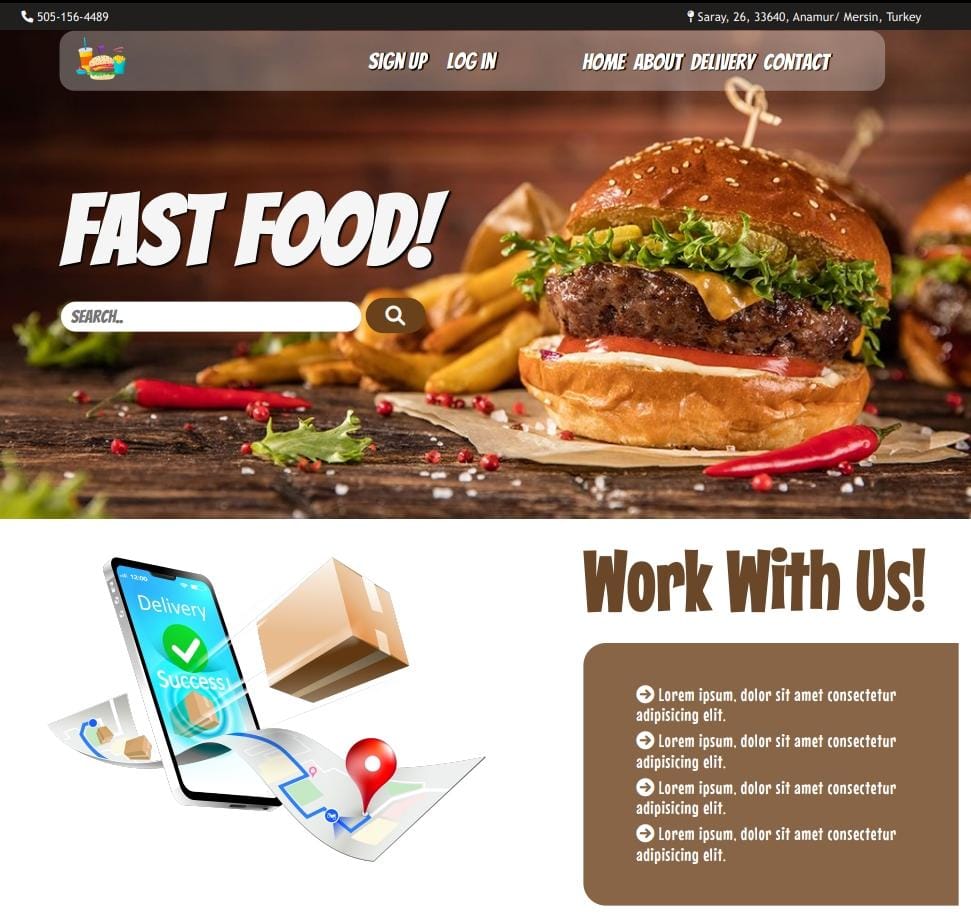 505-156-4489
Saray, 26, 33640, Anamur/ Mersin, Turkey
SIGN UP LOG IN
HOME ABOUT DELIVERY CONTACT
FAST FOOD!
SEARCH..
12:00
Delivery
Success!
Work With Us!
Lorem ipsum, dolor sit amet consectetur
adipisicing elit.
Lorem ipsum, dolor sit amet consectetur
adipisicing elit.
Lorem ipsum, dolor sit amet consectetur
adipisicing elit.
Lorem ipsum, dolor sit amet consectetur
adipisicing elit.